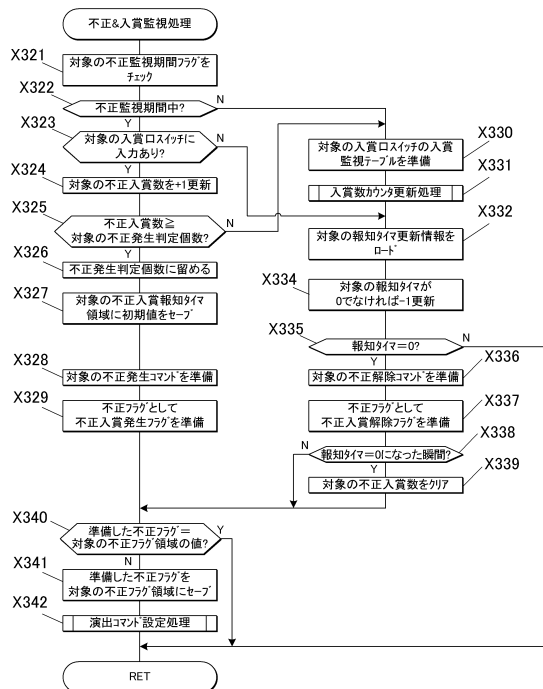 不正&入賞監視処理
X321
対象の不正監視期間フラグを
チェック
X322
不正監視期間中?
N
Y
X323
対象の入賞口スイッチに
入力あり?
N
Y
X324
対象の不正入賞数を+1更新
X325
不正入賞数≧
対象の不正発生判定個数?
N
Y
X326
不正発生判定個数に留める
X327
対象の不正入賞報知タイマ
領域に初期値をセーブ
X328
対象の不正発生コマンドを準備
X329
不正フラグとして
不正入賞発生フラグを準備
X330
対象の入賞口スイッチの入賞
監視テーブルを準備
X331
入賞数カウンタ更新処理
X332
対象の報知タイマ更新情報を
ロード
X334
対象の報知タイマが
0でなければ-1更新
X335
報知タイマ=0?
N
Y
X336
対象の不正解除コマンドを準備
X337
不正フラグとして
不正入賞解除フラグを準備
X338
N
報知タイマ=0になった瞬間?
Y
X339
対象の不正入賞数をクリア
X340
準備した不正フラグ=
対象の不正フラグ領域の値?
Y
N
X341
準備した不正フラグを
対象の不正フラグ領域にセーブ
X342
演出コマンド設定処理
RET